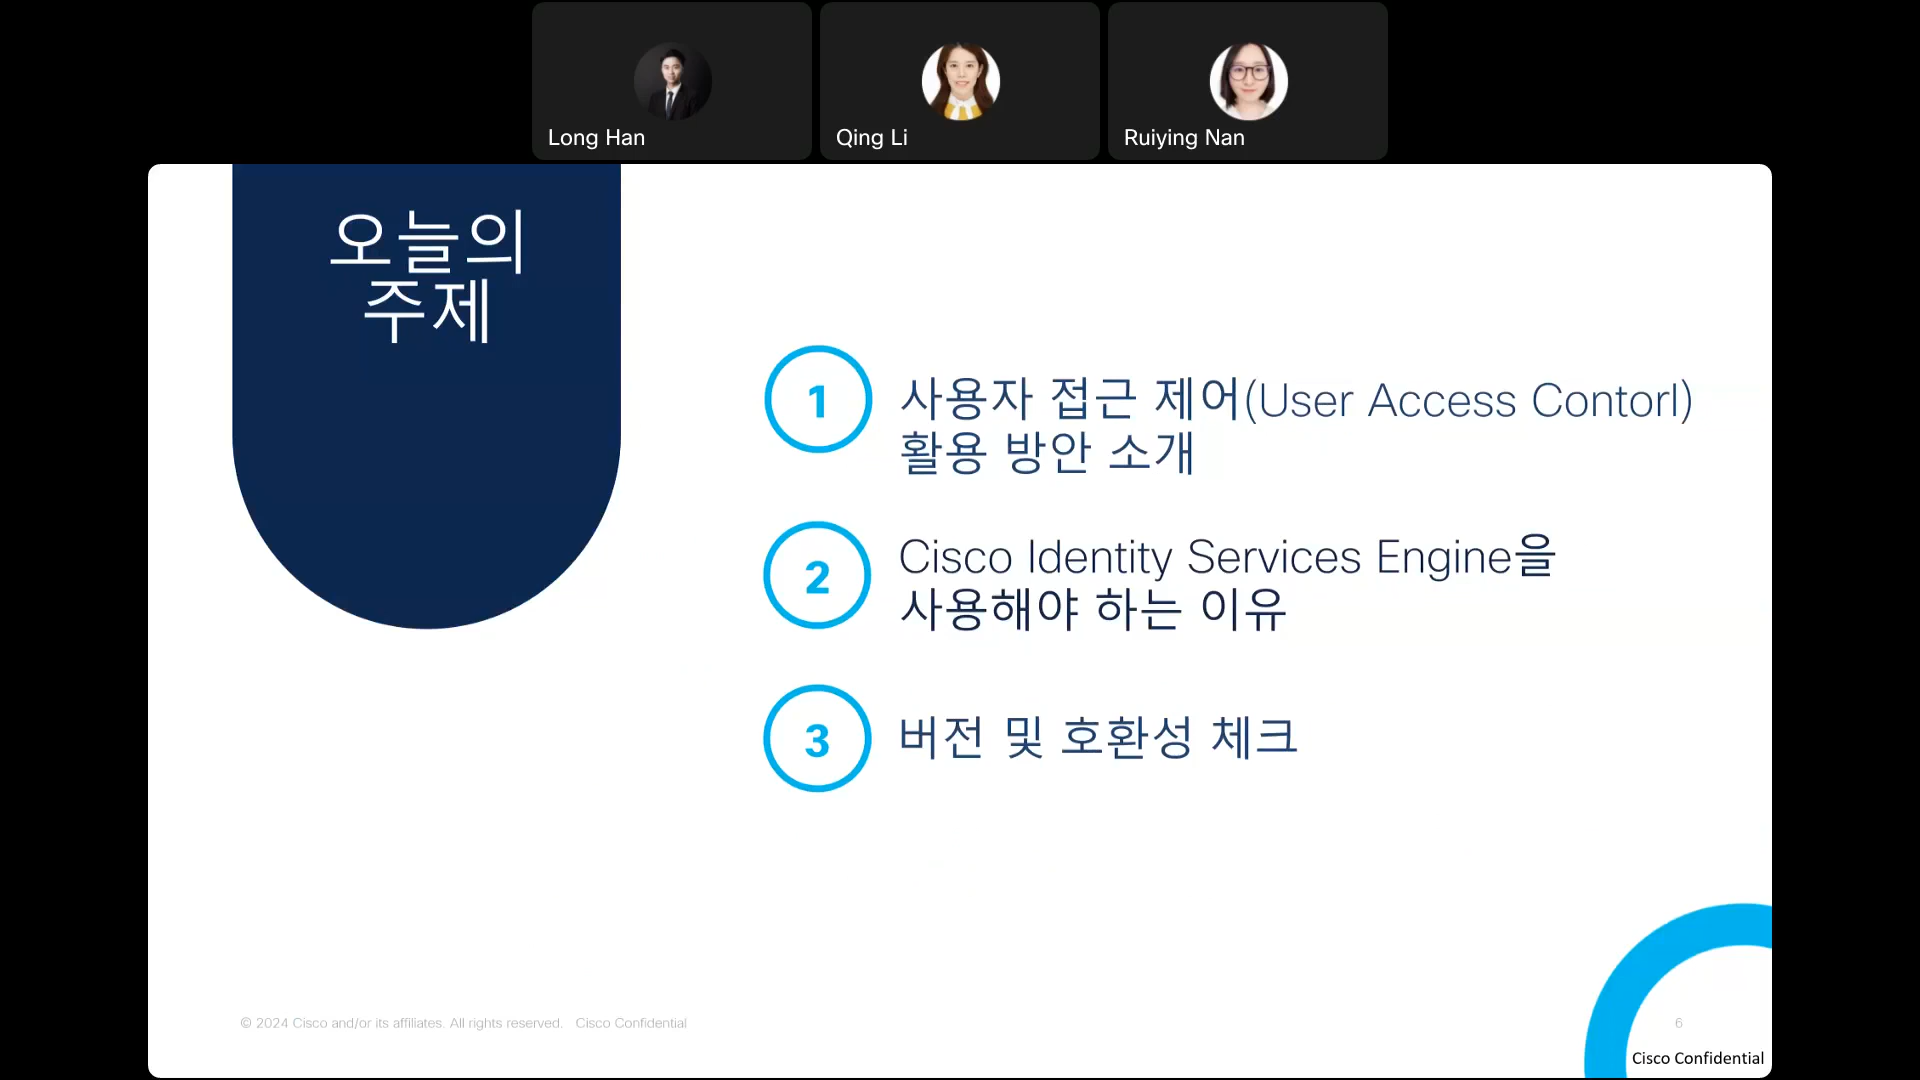 Long Han
Qing Li
Ruiying Nan
오늘의
주제
1
사용자 접근 제어(User Access Contorl)
활용 방안 소개
2
Cisco Identity Services Engine을
사용해야 하는 이유
3
버전 및 호환성 체크
© 2024 Cisco and/or its affiliates. All rights reserved. Cisco Confidential
6
Cisco Confidential